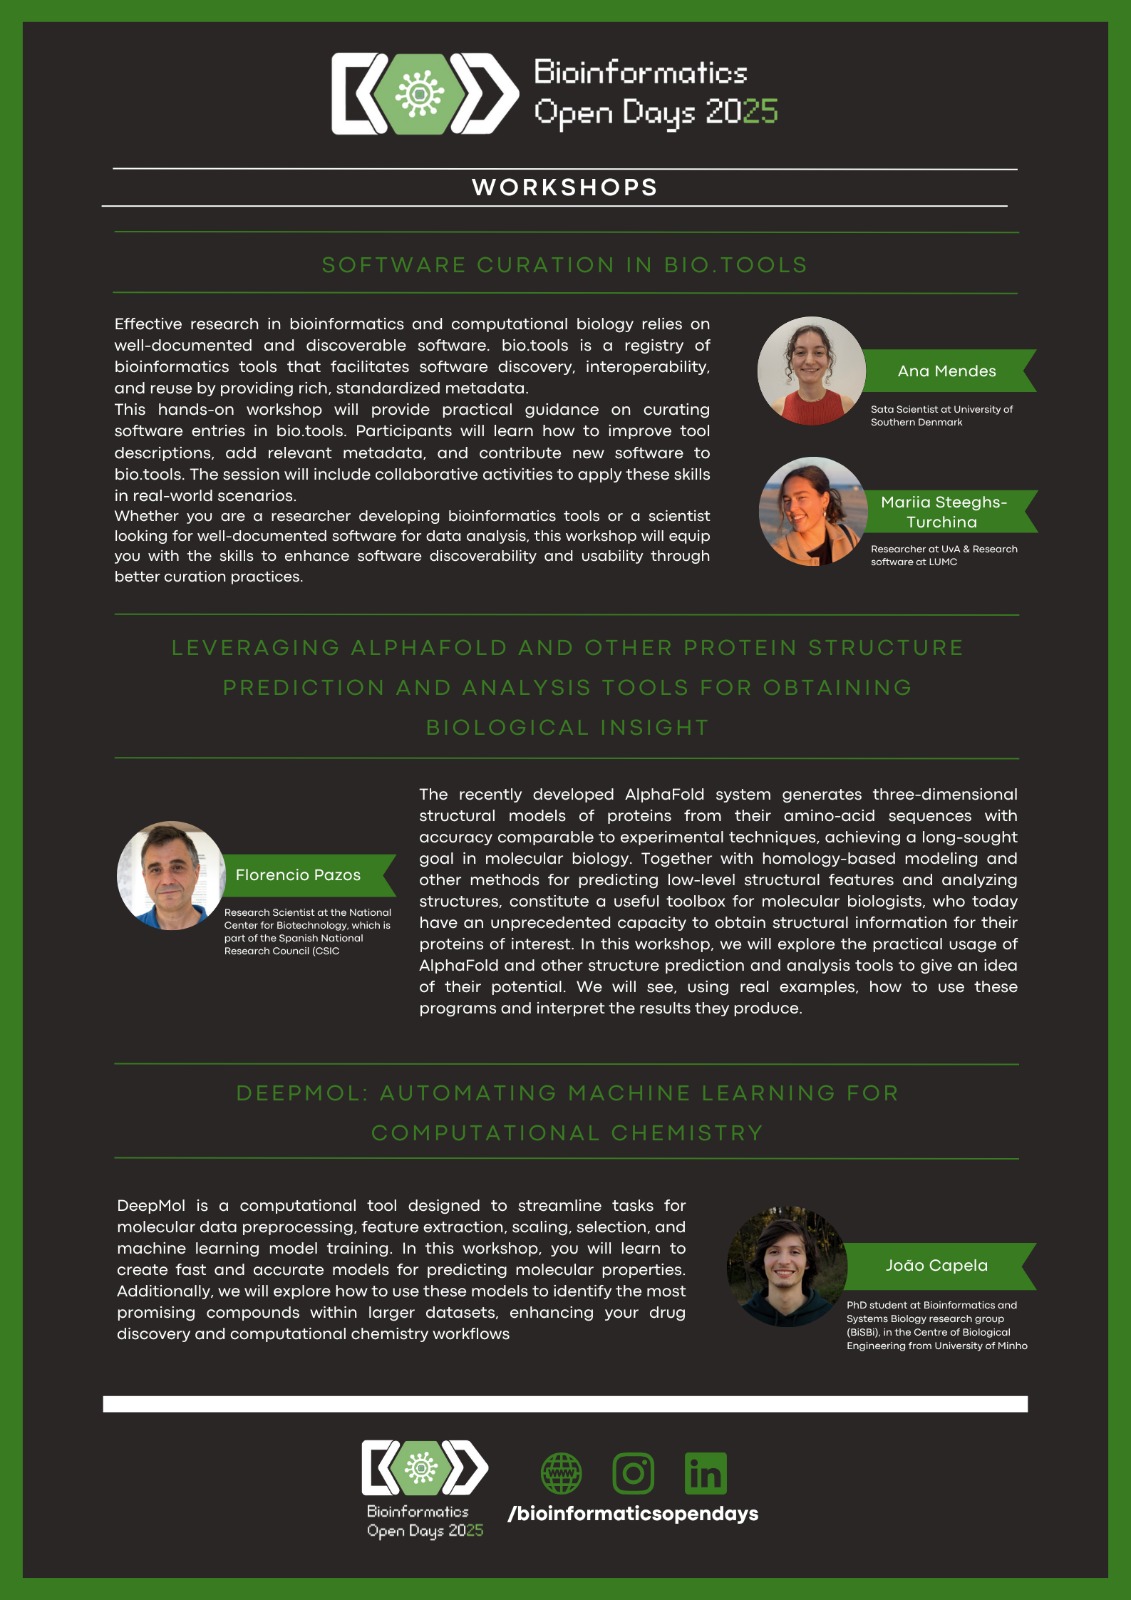 Bioinformatics
Open Days 2025
WORKSHOPS
SOFTWARE CURATION IN BIO.TOOLS
Effective research in bioinformatics and computational biology relies on
well-documented and discoverable software. bio.tools is a registry of
bioinformatics tools that facilitates software discovery, interoperability,
and reuse by providing rich, standardized metadata.
This hands-on workshop will provide practical guidance on curating
software entries in bio.tools. Participants will learn how to improve tool
descriptions, add relevant metadata, and contribute new software to
bio.tools. The session will include collaborative activities to apply these skills
in real-world scenarios.
Whether you are a researcher developing bioinformatics tools or a scientist
looking for well-documented software for data analysis, this workshop will equip
you with the skills to enhance software discoverability and usability through
better curation practices.
Ana Mendes
Sata Scientist at University of
Southern Denmark
Mariia Steeghs-
Turchina
Researcher at UvA & Research
software at LUMC
LEVERAGING ALPHAFOLD AND OTHER PROTEIN STRUCTURE
PREDICTION AND ANALYSIS TOOLS FOR OBTAINING
BIOLOGICAL INSIGHT
Florencio Pazos
Research Scientist at the National
Center for Biotechnology, which is
part of the Spanish National
Research Council (CSIC
The recently developed AlphaFold system generates three-dimensional
structural models of proteins from their amino-acid sequences with
accuracy comparable to experimental techniques, achieving a long-sought
goal in molecular biology. Together with homology-based modeling and
other methods for predicting low-level structural features and analyzing
structures, constitute a useful toolbox for molecular biologists, who today
have an unprecedented capacity to obtain structural information for their
proteins of interest. In this workshop, we will explore the practical usage of
AlphaFold and other structure prediction and analysis tools to give an idea
of their potential. We will see, using real examples, how to use these
programs and interpret the results they produce.
DEEPMOL: AUTOMATING MACHINE LEARNING FOR
COMPUTATIONAL CHEMISTRY
DeepMol is a computational tool designed to streamline tasks for
molecular data preprocessing, feature extraction, scaling, selection, and
machine learning model training. In this workshop, you will learn to
create fast and accurate models for predicting molecular properties.
Additionally, we will explore how to use these models to identify the most
promising compounds within larger datasets, enhancing your drug
discovery and computational chemistry workflows
João Capela
PhD student at Bioinformatics and
Systems Biology research group
(BiSBi), in the Centre of Biological
Engineering from University of Minho
Bioinformatics
Open Days 2025
WWW
in
/bioinformaticsopendays